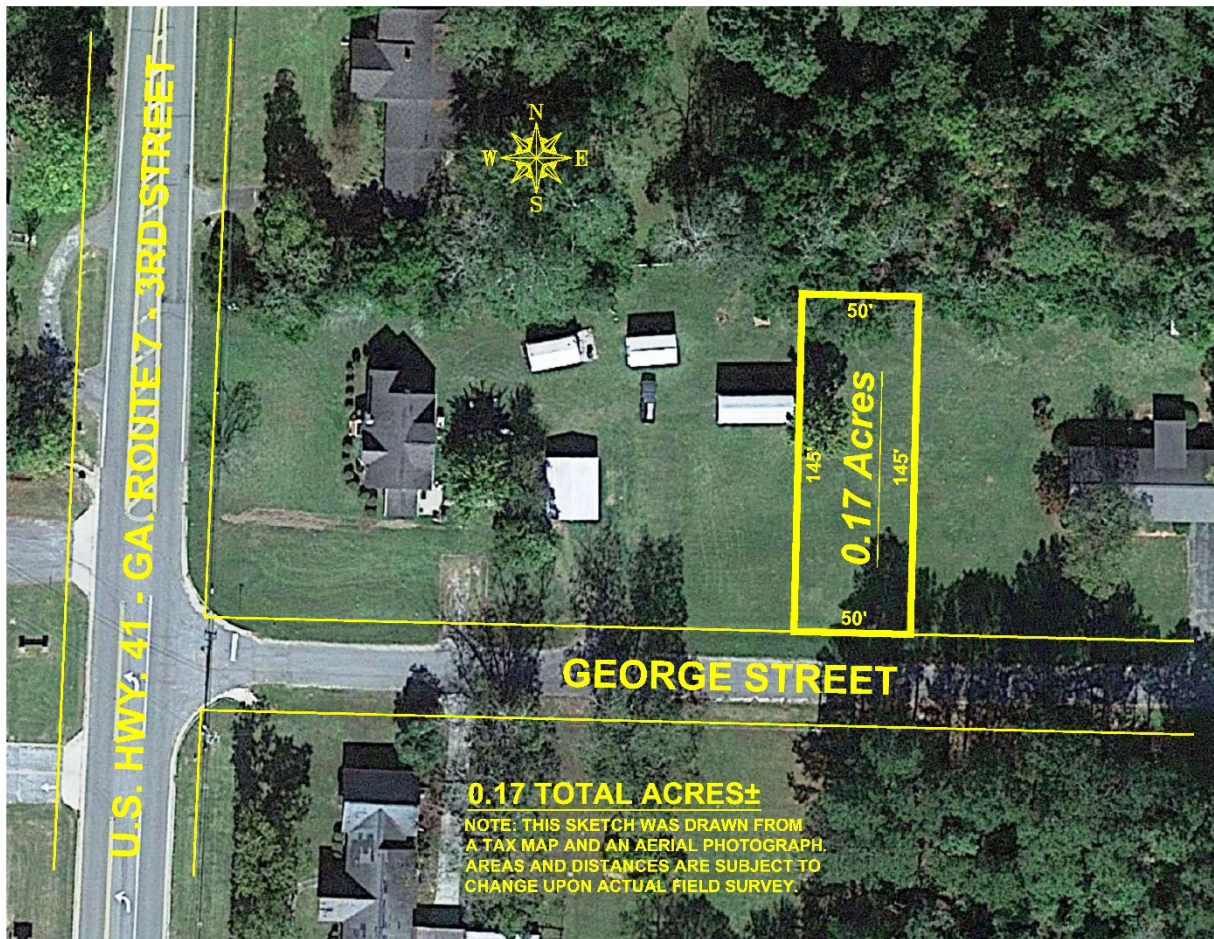 U.S. HWY. 41 - GA. ROUTE 7 - 3RD STREET
N
W E
S
50'
145'
0.17 Acres
145'
50'
GEORGE STREET
0.17 TOTAL ACRES±
NOTE: THIS SKETCH WAS DRAWN FROM
A TAX MAP AND AN AERIAL PHOTOGRAPH.
AREAS AND DISTANCES ARE SUBJECT TO
CHANGE UPON ACTUAL FIELD SURVEY.